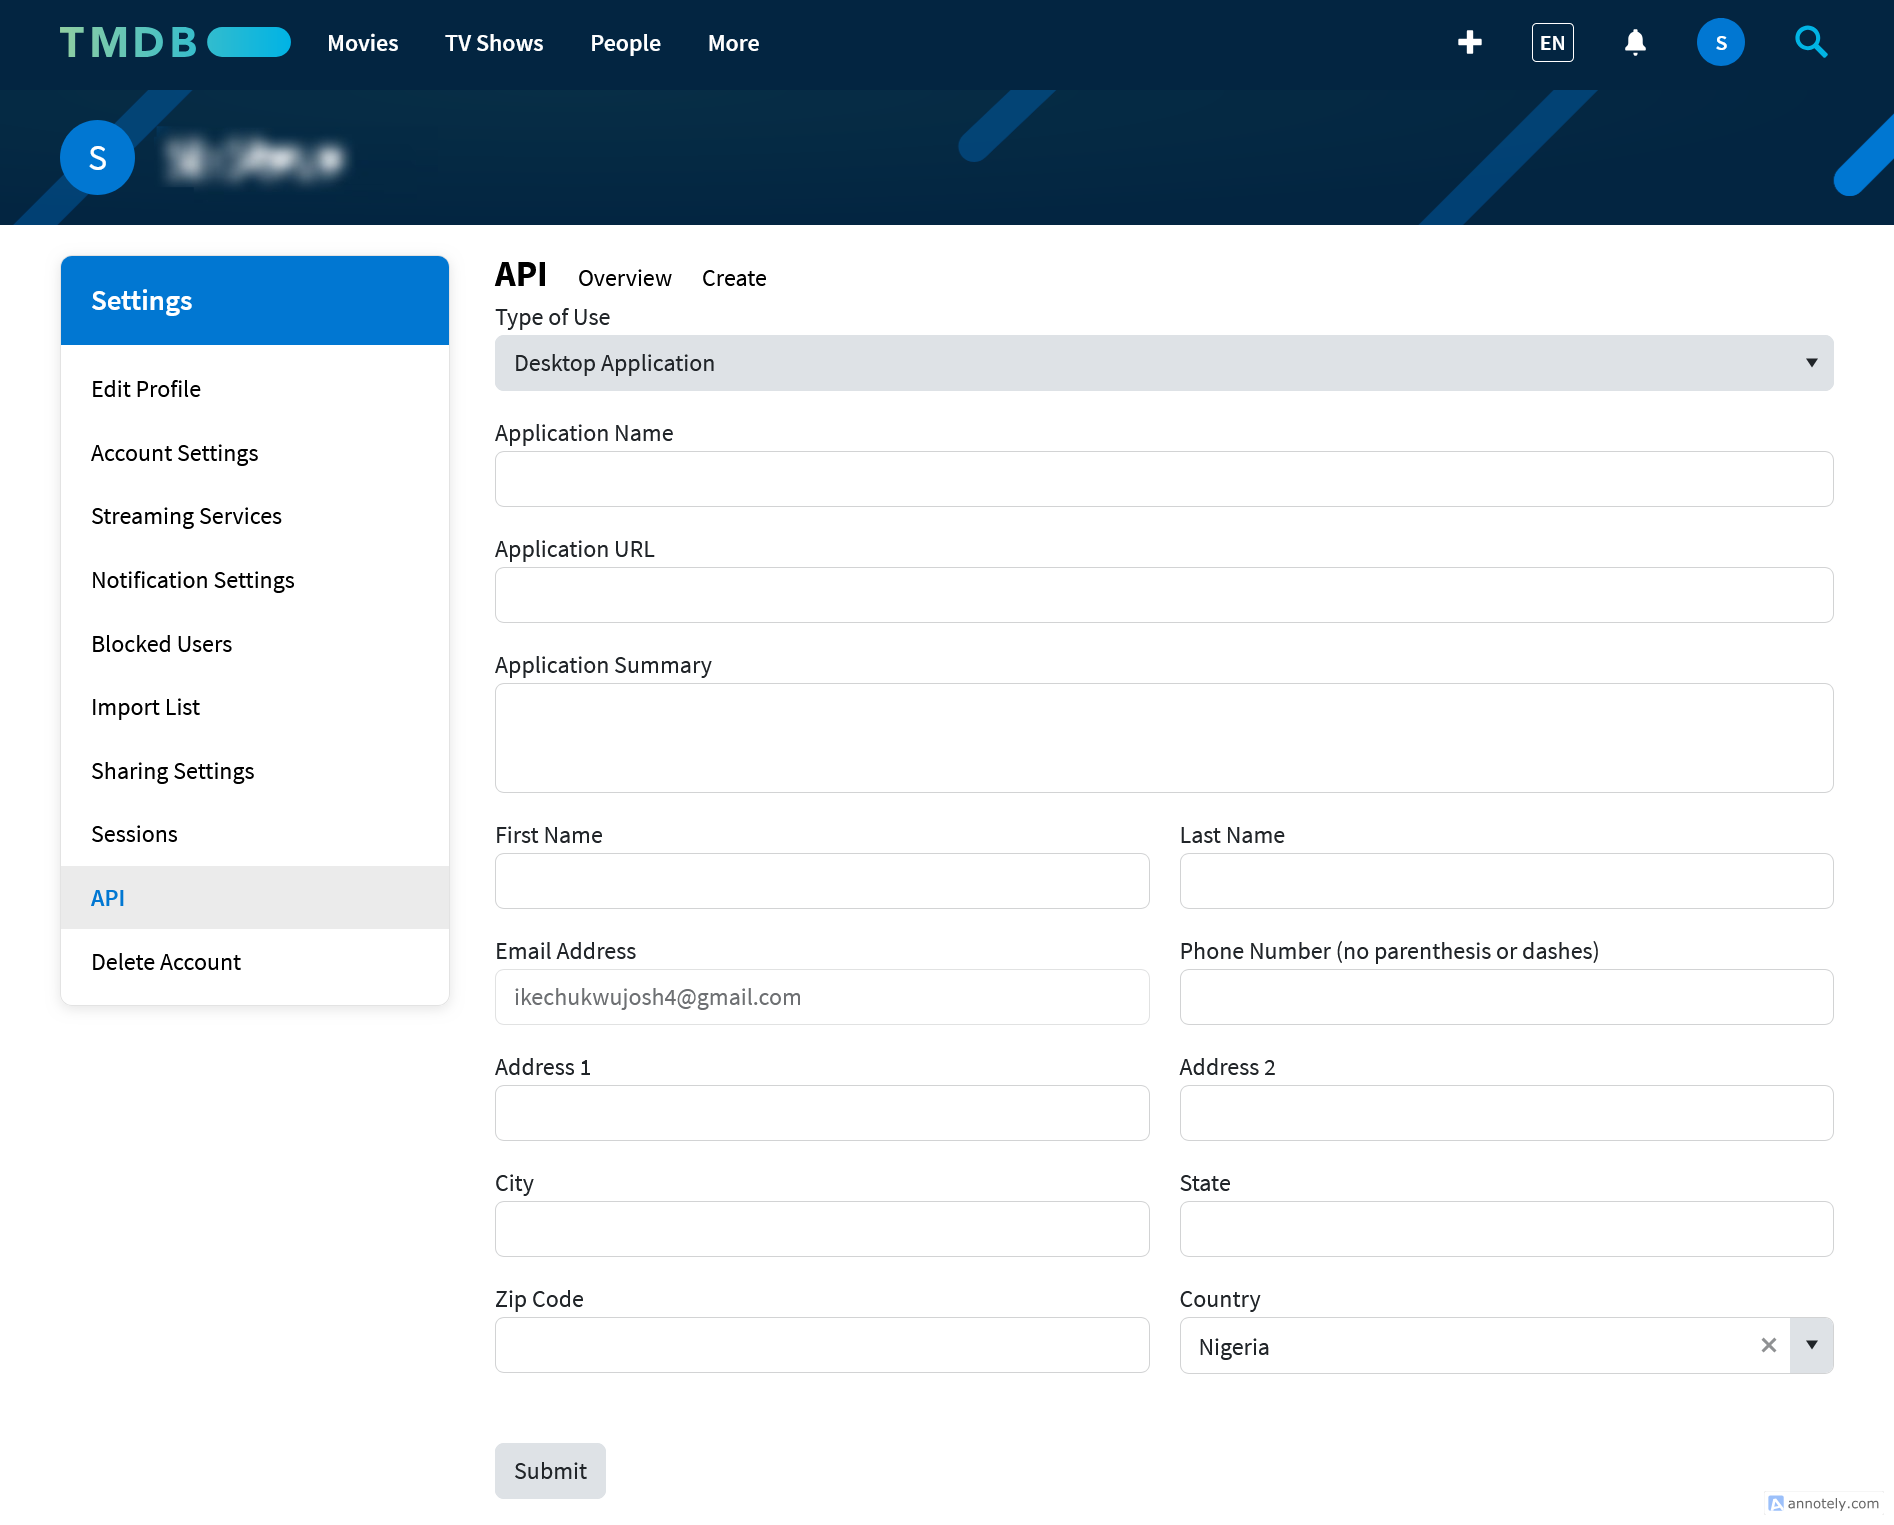 TMDB Movies TV Shows People More EN S
S
Settings
Edit Profile
Account Settings
Streaming Services
Notification Settings
Blocked Users
Import List
Sharing Settings
Sessions
API
Delete Account
API Overview Create
Type of Use
Desktop Application
Application Name
Application URL
Application Summary
First Name Last Name
Email Address Phone Number (no parenthesis or dashes)
ikechukwujosh4@gmail.com
Address 1 Address 2
City State
Zip Code Country
Nigeria
Submit
annotely.com